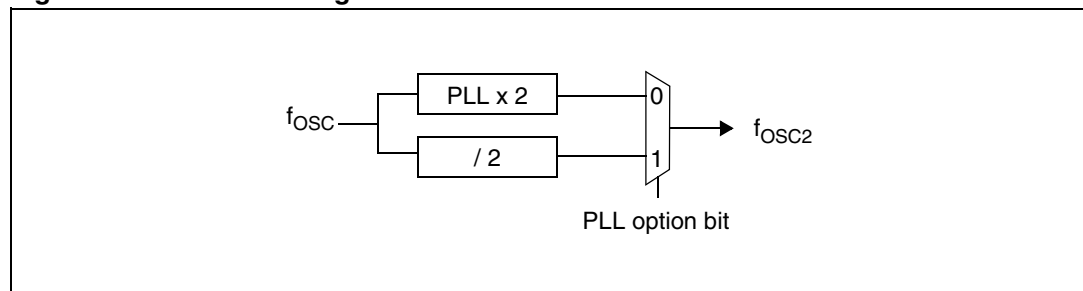 PLL x 2
0
fOSC
fOSC2
/ 2
1
PLL option bit